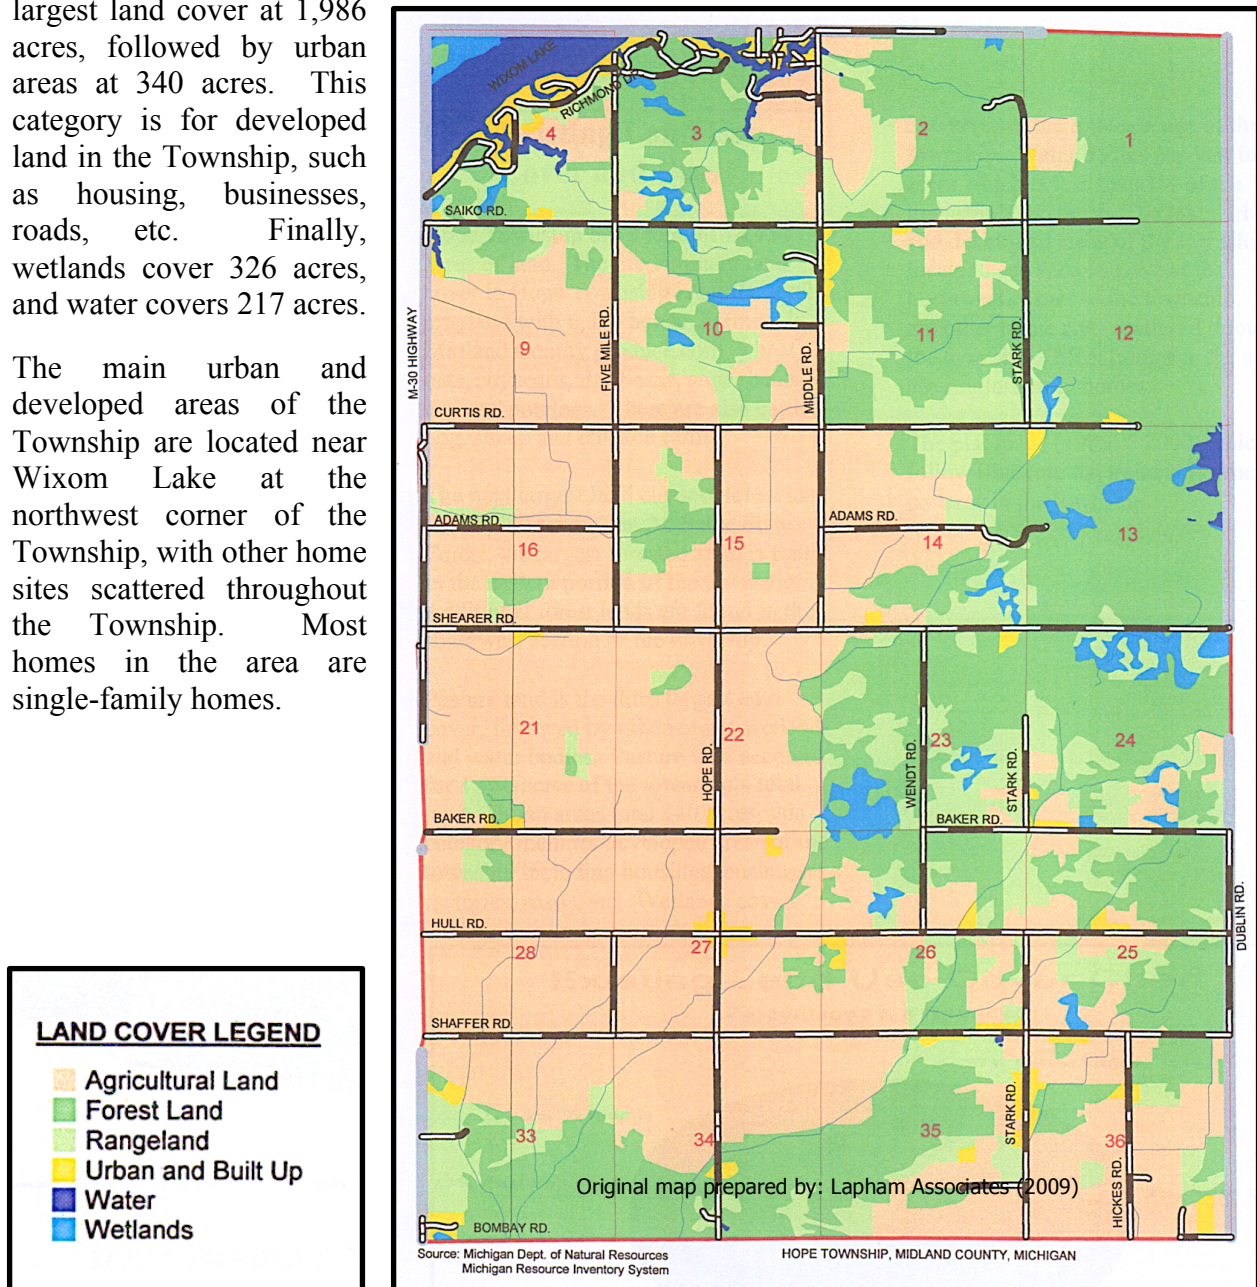 largest land cover at 1,986
acres, followed by urban
areas at 340 acres. This
category is for developed
land in the Township, such
as housing, businesses,
roads, etc. Finally,
wetlands cover 326 acres,
and water covers 217 acres.
The main urban and
developed areas of the
Township are located near
Wixom Lake at the
northwest corner of the
Township, with other home
sites scattered throughout
the Township. Most
homes in the area are
single-family homes.
LAND COVER LEGEND
Agricultural Land
Forest Land
Rangeland
Urban and Built Up
Water
Wetlands
WIXOM LAKE
RICHMOND DR.
4
3
2
1
SAIKO RD.
M-30 HIGHWAY
FIVE MILE RD.
MIDDLE RD.
STARK RD.
9
10
11
12
CURTIS RD.
ADAMS RD.
ADAMS RD.
16
15
14
13
SHEARER RD.
21
22
23
24
HOPE RD.
WENDT RD.
STARK RD.
BAKER RD.
BAKER RD.
DUBLIN RD.
HULL RD.
28
27
26
25
SHAFFER RD.
33
34
35
36
STARK RD.
HICKES RD.
Original map prepared by: Lapham Associates (2009)
BOMBAY RD.
Source: Michigan Dept. of Natural Resources
Michigan Resource Inventory System
HOPE TOWNSHIP, MIDLAND COUNTY, MICHIGAN